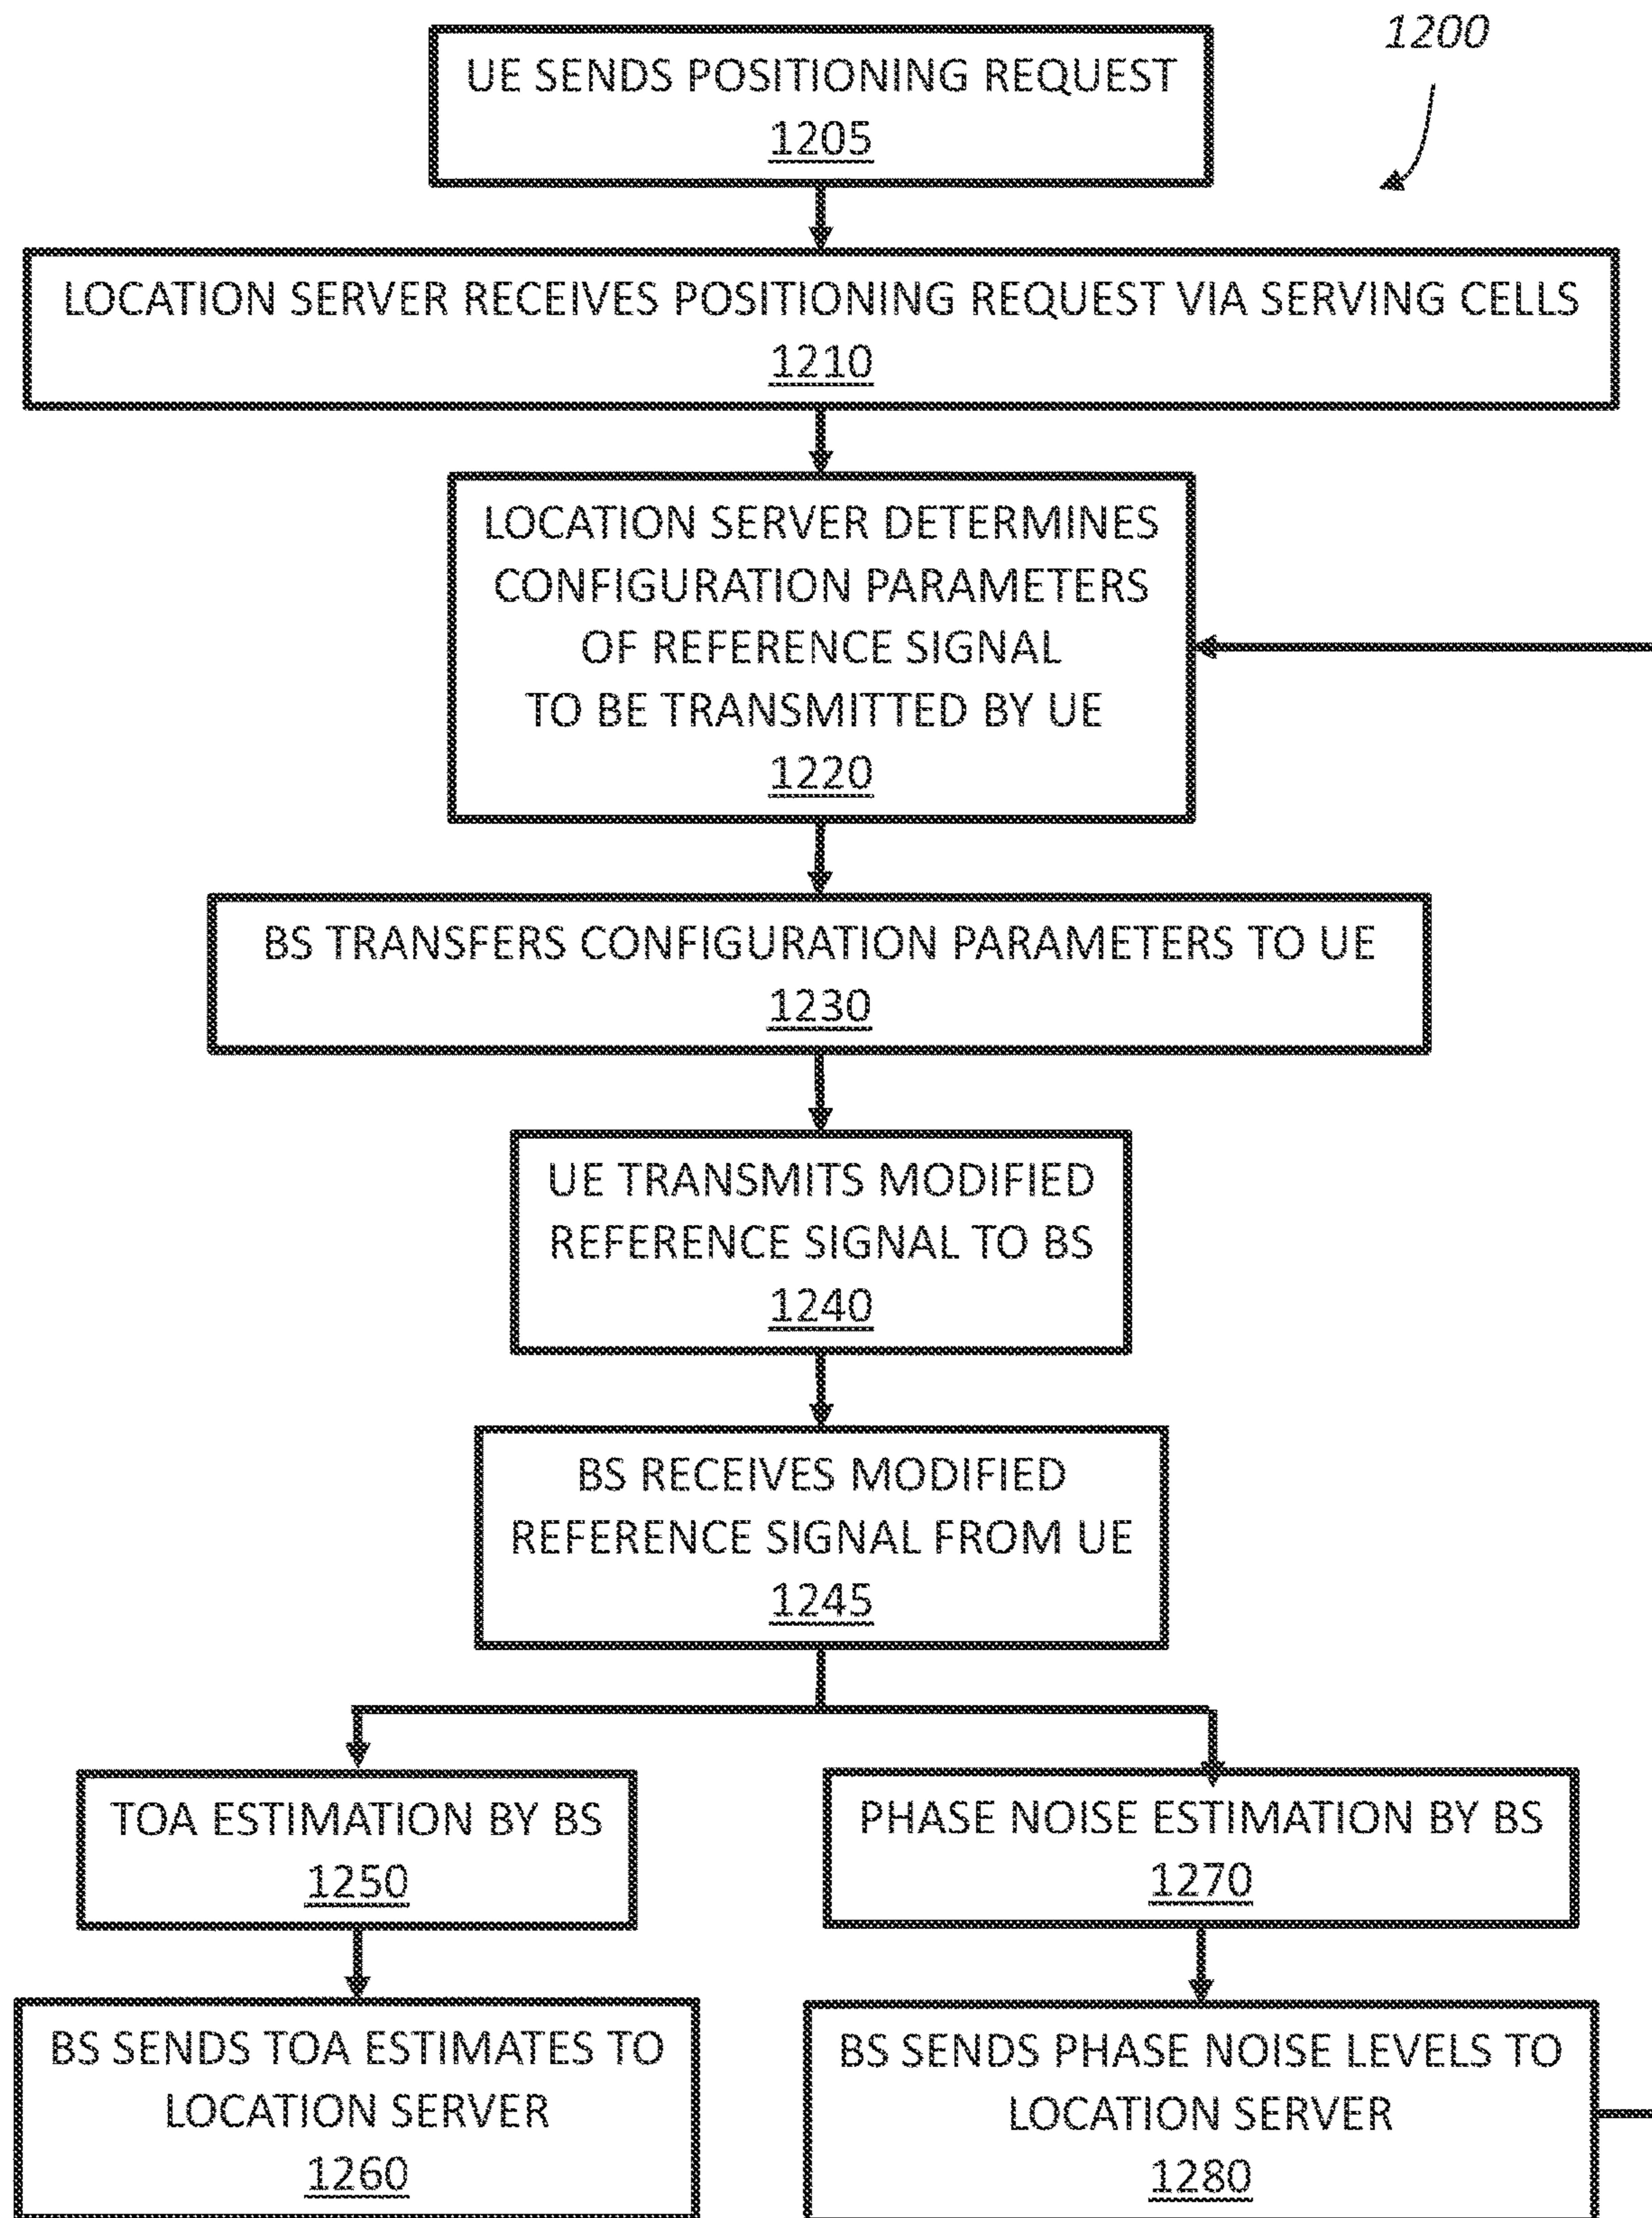 1200
UE SENDS POSITIONING REQUEST
1205
LOCATION SERVER RECEIVES POSITIONING REQUEST VIA SERVING CELLS
1210
LOCATION SERVER DETERMINES
CONFIGURATION PARAMETERS
OF REFERENCE SIGNAL
TO BE TRANSMITTED BY UE
1220
BS TRANSFERS CONFIGURATION PARAMETERS TO UE
1230
UE TRANSMITS MODIFIED
REFERENCE SIGNAL TO BS
1240
BS RECEIVES MODIFIED
REFERENCE SIGNAL FROM UE
1245
TOA ESTIMATION BY BS
1250
PHASE NOISE ESTIMATION BY BS
1270
BS SENDS TOA ESTIMATES TO
LOCATION SERVER
1260
BS SENDS PHASE NOISE LEVELS TO
LOCATION SERVER
1280